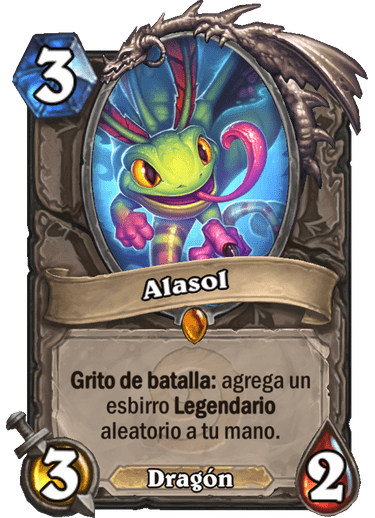 3
Alasol
Grito de batalla: agrega un
esbirro Legendario
aleatorio a tu mano.
3
Dragón
2